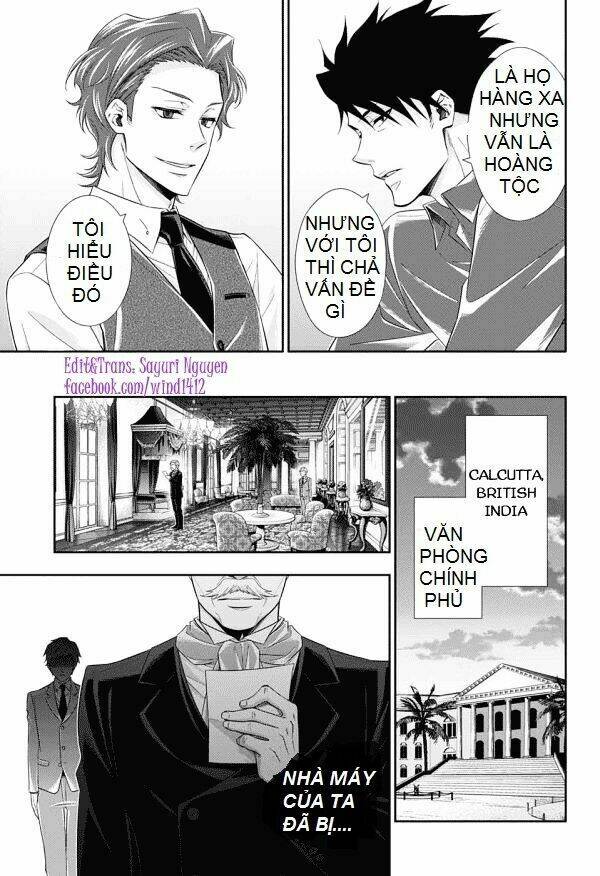 LÀ HỌ
HÀNG XA
NHƯNG
VẪN LÀ
HOÀNG
TỘC
NHƯNG
VỚI TÔI
THÌ CHẢ
VẤN ĐỀ
GÌ
TÔI
HIỂU
ĐIỀU
ĐÓ
Edit&Trans: Sayuri Nguyen
facebook.com/wind1412
CALCUTTA,
BRITISH
INDIA
VĂN
PHÒNG
CHÍNH
PHỦ
NHÀ MÁY
CỦA TA
ĐÃ BỊ....